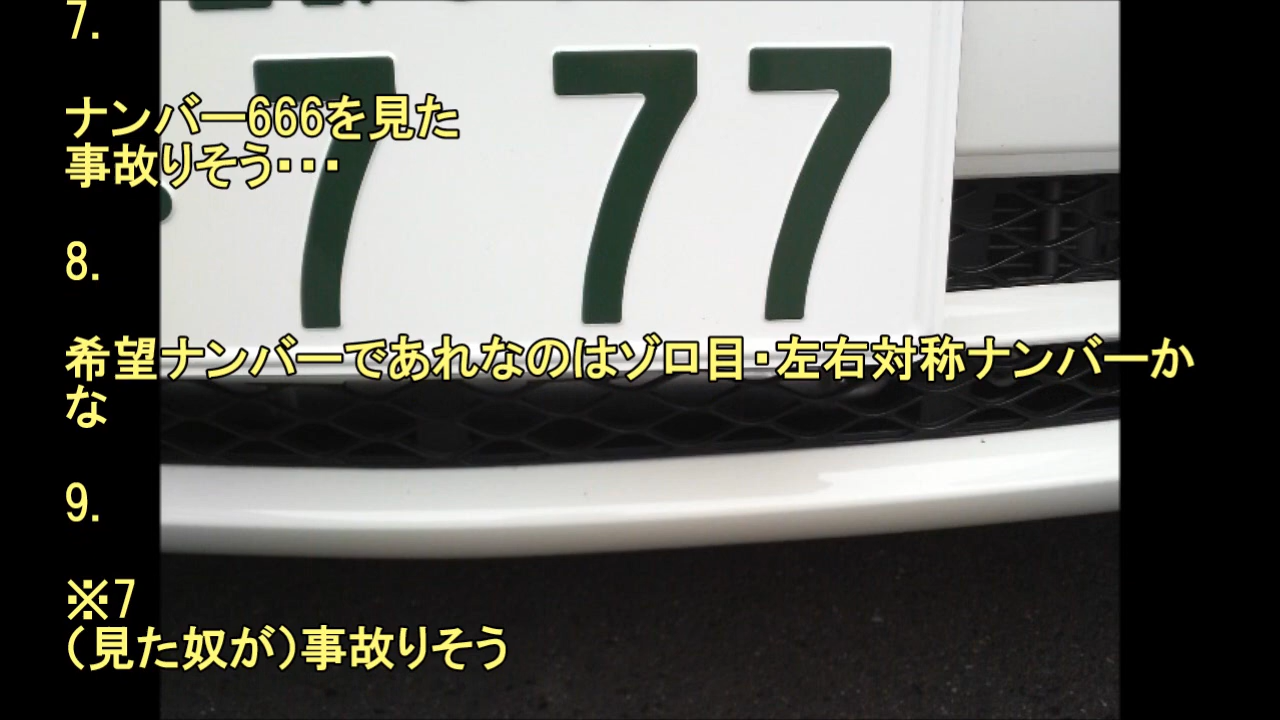 7.
ナンバー666を見た
事故りそう・・・
8.
希望ナンバーであれなのはゾロ目・左右対称ナンバーか
な
9.
※7
(見た奴が)事故りそう
・7 77